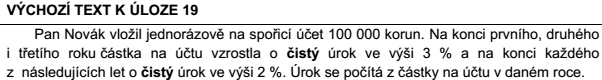 VÝCHOZÍ TEXT K ÚLOZE 19
Pan Novák vložil jednorázově na spořicí účet 100 000 korun. Na konci prvního, druhého
i třetího roku částka na účtu vzrostla o čistý úrok ve výši 3 % a na konci každého
z následujících let o čistý úrok ve výši 2 %. Úrok se počítá z částky na účtu v daném roce.